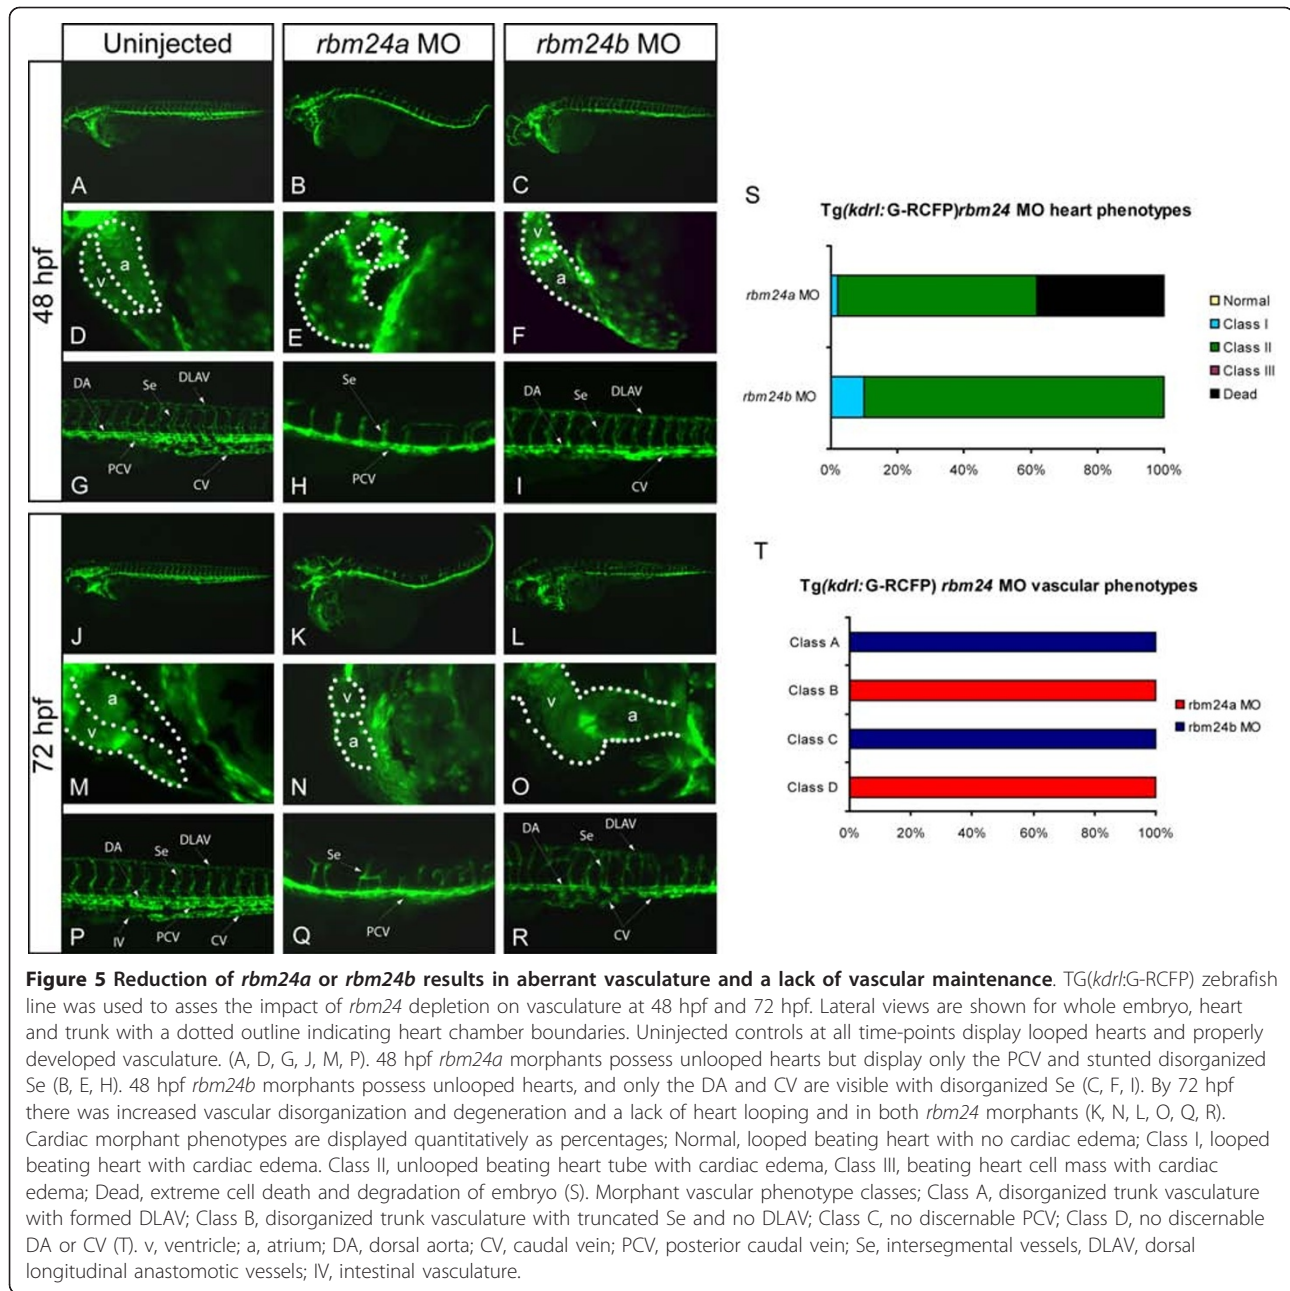 Uninjected
rbm24a MO
rbm24b MO
48 hpf
A
B
C
v
a
D
E
v
a
F
DA
Se
DLAV
PCV
CV
G
Se
PCV
H
DA
Se
DLAV
CV
I
72 hpf
J
K
L
a
v
M
v
a
N
v
a
O
DA
Se
DLAV
IV
PCV
CV
P
Se
PCV
Q
DA
Se
DLAV
CV
R
S
Tg(kdrl:G-RCFP)rbm24 MO heart phenotypes
rbm24a MO
rbm24b MO
0%
20%
40%
60%
80%
100%
Normal
Class I
Class II
Class III
Dead
T
Tg(kdrl:G-RCFP) rbm24 MO vascular phenotypes
Class A
Class B
Class C
Class D
0%
20%
40%
60%
80%
100%
rbm24a MO
rbm24b MO
Figure 5 Reduction of rbm24a or rbm24b results in aberrant vasculature and a lack of vascular maintenance. TG(kdrl:G-RCFP) zebrafish
line was used to asses the impact of rbm24 depletion on vasculature at 48 hpf and 72 hpf. Lateral views are shown for whole embryo, heart
and trunk with a dotted outline indicating heart chamber boundaries. Uninjected controls at all time-points display looped hearts and properly
developed vasculature. (A, D, G, J, M, P). 48 hpf rbm24a morphants possess unlooped hearts but display only the PCV and stunted disorganized
Se (B, E, H). 48 hpf rbm24b morphants possess unlooped hearts, and only the DA and CV are visible with disorganized Se (C, F, I). By 72 hpf
there was increased vascular disorganization and degeneration and a lack of heart looping and in both rbm24 morphants (K, N, L, O, Q, R).
Cardiac morphant phenotypes are displayed quantitatively as percentages; Normal, looped beating heart with no cardiac edema; Class I, looped
beating heart with cardiac edema. Class II, unlooped beating heart tube with cardiac edema, Class III, beating heart cell mass with cardiac
edema; Dead, extreme cell death and degradation of embryo (S). Morphant vascular phenotype classes; Class A, disorganized trunk vasculature
with formed DLAV; Class B, disorganized trunk vasculature with truncated Se and no DLAV; Class C, no discernable PCV; Class D, no discernable
DA or CV (T). v, ventricle; a, atrium; DA, dorsal aorta; CV, caudal vein; PCV, posterior caudal vein; Se, intersegmental vessels, DLAV, dorsal
longitudinal anastomotic vessels; IV, intestinal vasculature.